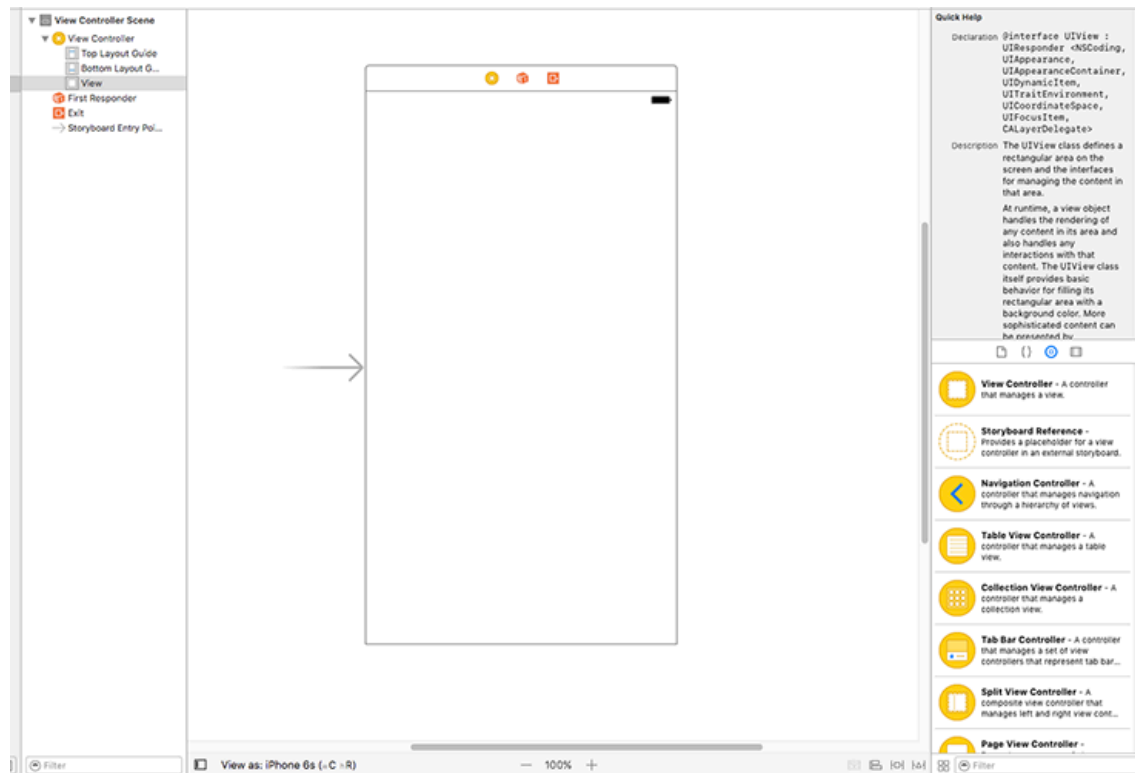 View Controller Scene
View Controller
Top Layout Guide
Bottom Layout G...
View
First Responder
Exit
Storyboard Entry Poi...
Filter
View as: iPhone 6s (wC hR)
100%
Quick Help
Declaration @interface UIView :
UIResponder <NSCoding,
UIAppearance,
UIAppearanceContainer,
UIDynamicItem,
UITraitEnvironment,
UICoordinateSpace,
UIFocusItem,
CALayerDelegate>
Description The UIView class defines a
rectangular area on the
screen and the interfaces
for managing the content in
that area.
At runtime, a view object
handles the rendering of
any content in its area and
also handles any
interactions with that
content. The UIView class
itself provides basic
behavior for filling its
rectangular area with a
background color. More
sophisticated content can
be presented by
View Controller - A controller
that manages a view.
Storyboard Reference -
Provides a placeholder for a view
controller in an external storyboard.
Navigation Controller - A
controller that manages navigation
through a hierarchy of views.
Table View Controller - A
controller that manages a table
view.
Collection View Controller - A
controller that manages a
collection view.
Tab Bar Controller - A controller
that manages a set of view
controllers that represent tab bar...
Split View Controller - A
composite view controller that
manages left and right view cont...
Page View Controller -
Filter